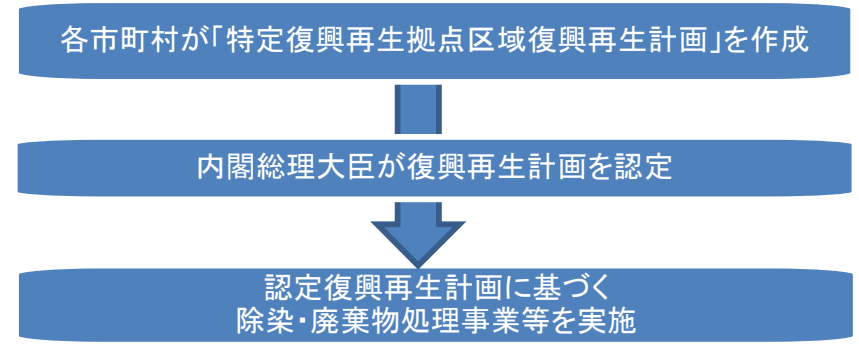 各市町村が「特定復興再生拠点区域復興再生計画」を作成
内閣総理大臣が復興再生計画を認定
認定復興再生計画に基づく
除染・廃棄物処理事業等を実施